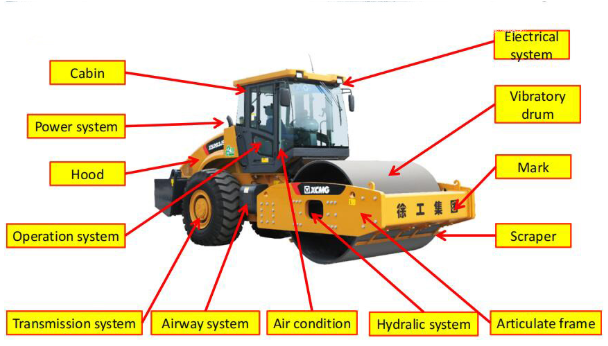 Electrical
system
Cabin
Vibratory
drum
Power system
Hood
Mark
XCMG
徐工集团
Operation system
Scraper
Transmission system
Airway system
Air condition
Hydralic system
Articulate frame